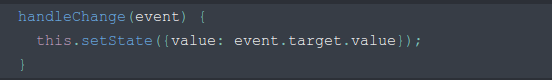 handleChange(event) {
  this.setState({value: event.target.value});
}